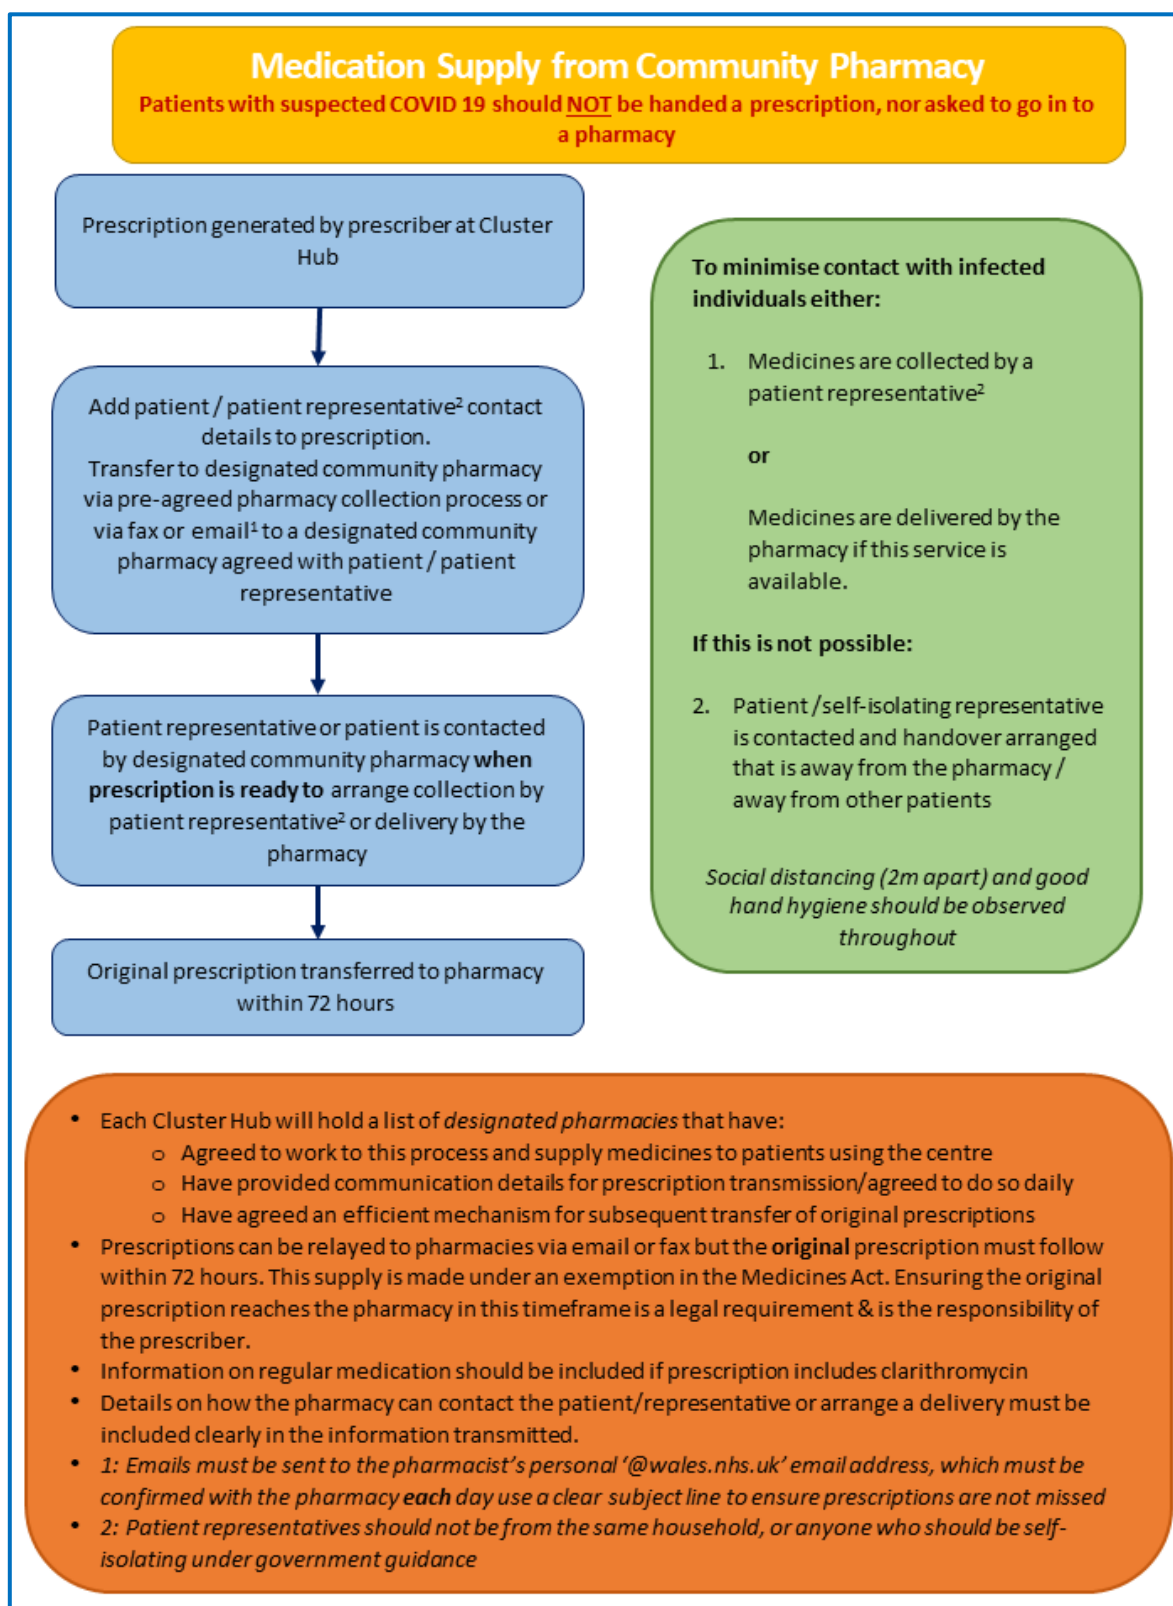 Medication Supply from Community Pharmacy
Patients with suspected COVID 19 should NOT be handed a prescription, nor asked to go in to
a pharmacy
Prescription generated by prescriber at Cluster
Hub
Add patient / patient representative² contact
details to prescription.
Transfer to designated community pharmacy
via pre-agreed pharmacy collection process or
via fax or email¹ to a designated community
pharmacy agreed with patient / patient
representative
Patient representative or patient is contacted
by designated community pharmacy when
prescription is ready to arrange collection by
patient representative² or delivery by the
pharmacy
Original prescription transferred to pharmacy
within 72 hours
To minimise contact with infected
individuals either:
1. Medicines are collected by a
patient representative²
or
Medicines are delivered by the
pharmacy if this service is
available.
If this is not possible:
2. Patient /self-isolating representative
is contacted and handover arranged
that is away from the pharmacy /
away from other patients
Social distancing (2m apart) and good
hand hygiene should be observed
throughout
• Each Cluster Hub will hold a list of designated pharmacies that have:
o Agreed to work to this process and supply medicines to patients using the centre
o Have provided communication details for prescription transmission/agreed to do so daily
o Have agreed an efficient mechanism for subsequent transfer of original prescriptions
• Prescriptions can be relayed to pharmacies via email or fax but the original prescription must follow
within 72 hours. This supply is made under an exemption in the Medicines Act. Ensuring the original
prescription reaches the pharmacy in this timeframe is a legal requirement & is the responsibility of
the prescriber.
• Information on regular medication should be included if prescription includes clarithromycin
• Details on how the pharmacy can contact the patient/representative or arrange a delivery must be
included clearly in the information transmitted.
• 1: Emails must be sent to the pharmacist's personal '@wales.nhs.uk' email address, which must be
confirmed with the pharmacy each day use a clear subject line to ensure prescriptions are not missed
• 2: Patient representatives should not be from the same household, or anyone who should be self-
isolating under government guidance